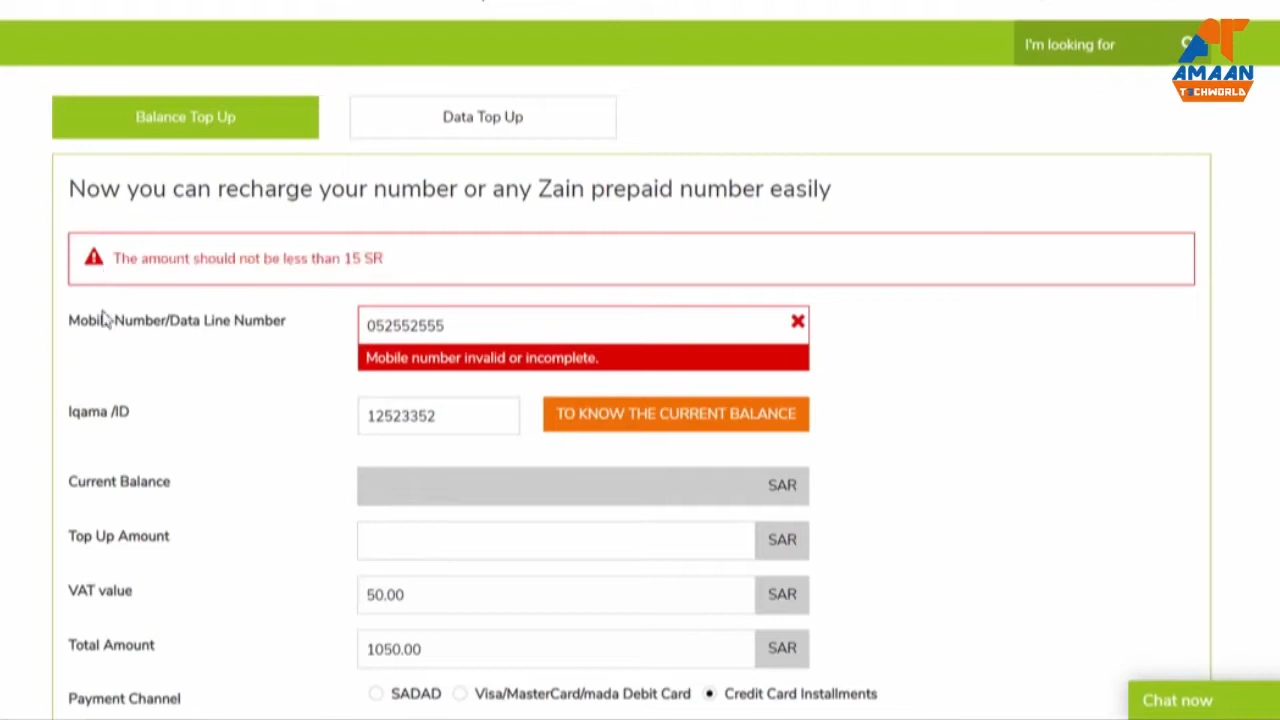 I'm looking for
AMAAN
TECHWORLD
Balance Top Up
Data Top Up
Now you can recharge your number or any Zain prepaid number easily
The amount should not be less than 15 SR
Mobile Number/Data Line Number
052552555
Mobile number invalid or incomplete.
Iqama /ID
12523352
TO KNOW THE CURRENT BALANCE
Current Balance
SAR
Top Up Amount
SAR
VAT value
50.00
SAR
Total Amount
1050.00
SAR
Payment Channel
SADAD
Visa/MasterCard/mada Debit Card
Credit Card Installments
Chat now